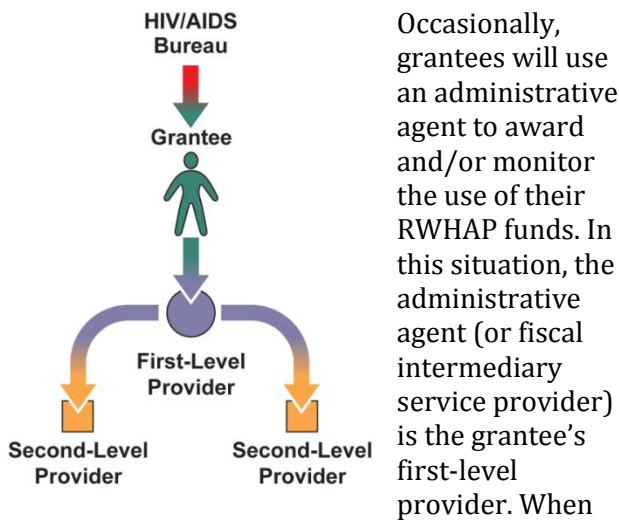 HIV/AIDS
Bureau
Grantee
First-Level
Provider
Second-Level
Provider
Second-Level
Provider
Occasionally,
grantees will use
an administrative
agent to award
and/or monitor
the use of their
RWHAP funds. In
this situation, the
administrative
agent (or fiscal
intermediary
service provider)
is the grantee’s
first-level
provider. When